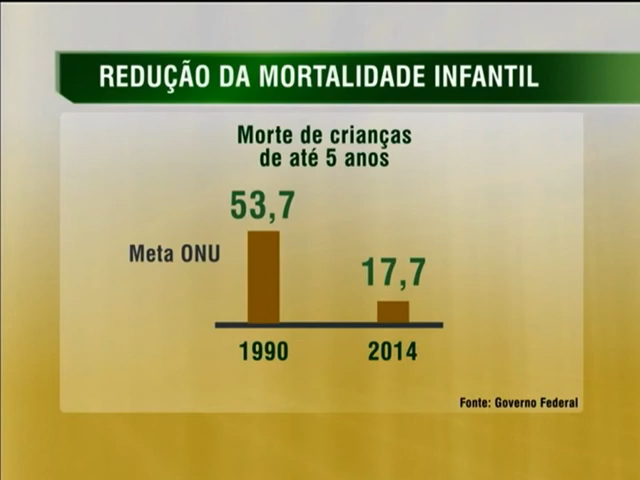 REDUÇÃO DA MORTALIDADE INFANTIL
Morte de crianças
de até 5 anos
53,7
Meta ONU
17,7
1990
2014
Fonte: Governo Federal